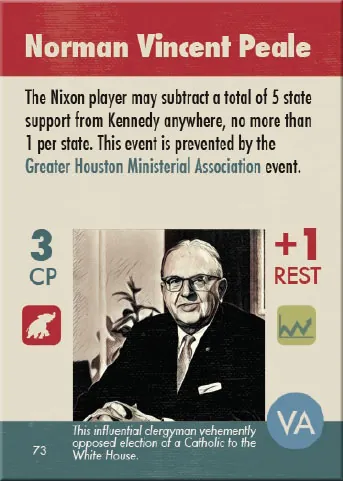 Norman Vincent Peale
The Nixon player may subtract a total of 5 state
support from Kennedy anywhere, no more than
1 per state. This event is prevented by the
Greater Houston Ministerial Association event.
3
CP
+1
REST
This influential clergyman vehemently
opposed election of a Catholic to the
White House.
73
VA